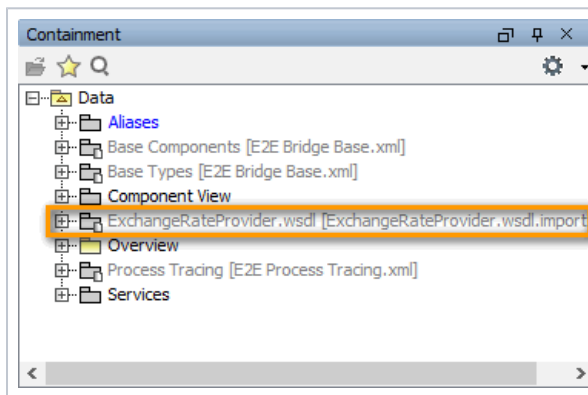 Containment
Data
Aliases
Base Components [E2E Bridge Base.xml]
Base Types [E2E Bridge Base.xml]
Component View
ExchangeRateProvider.wsdl [ExchangeRateProvider.wsdl.import
Overview
Process Tracing [E2E Process Tracing.xml]
Services